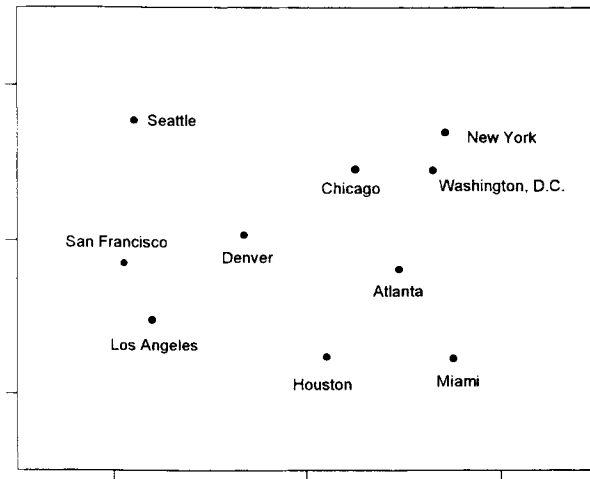 Seattle
New York
Chicago
Washington, D.C.
San Francisco
Denver
Atlanta
Los Angeles
Houston
Miami